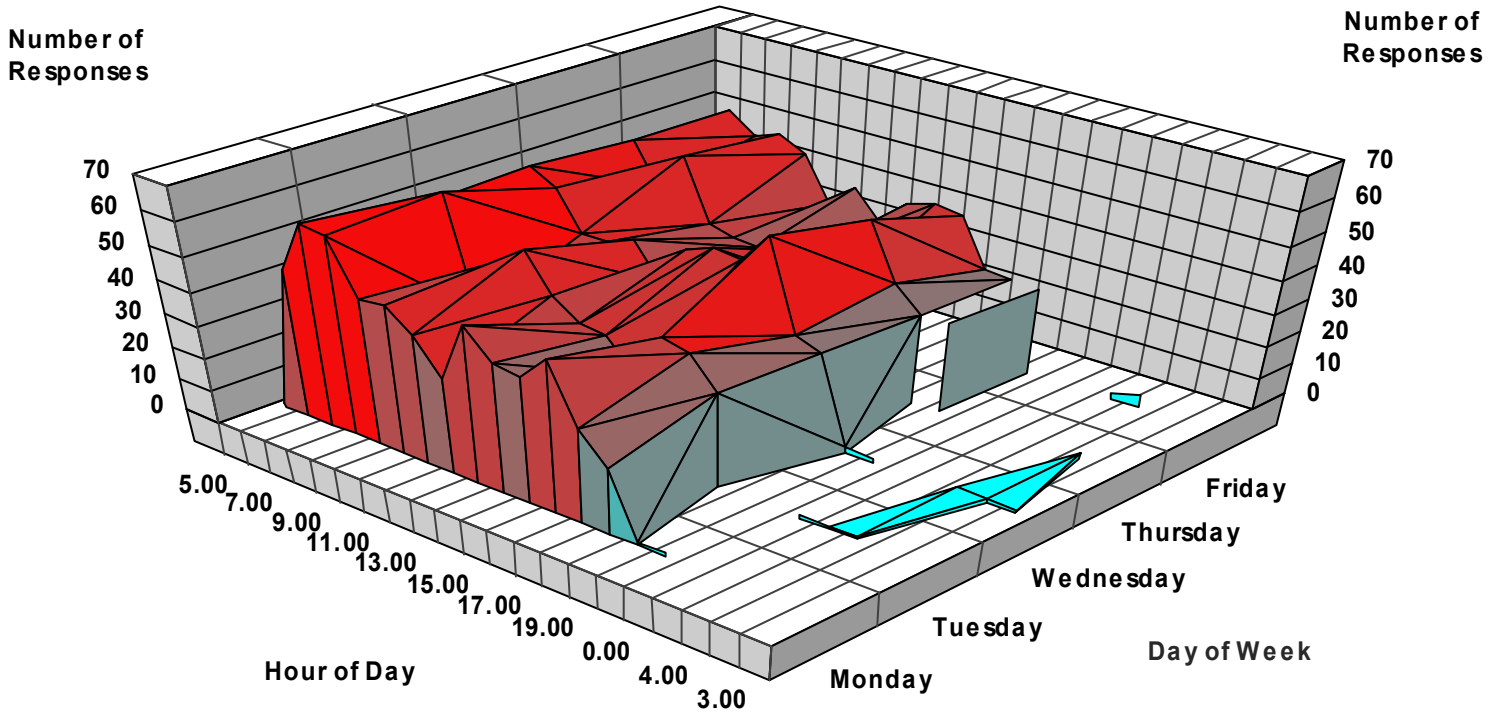 Number of
Responses
Number of
Responses
70
60
50
40
30
20
10
0
70
60
50
40
30
20
10
0
5.00
7.00
9.00
11.00
13.00
15.00
17.00
19.00
0.00
4.00
3.00
Hour of Day
Monday
Tuesday
Wednesday
Thursday
Friday
Day of Week